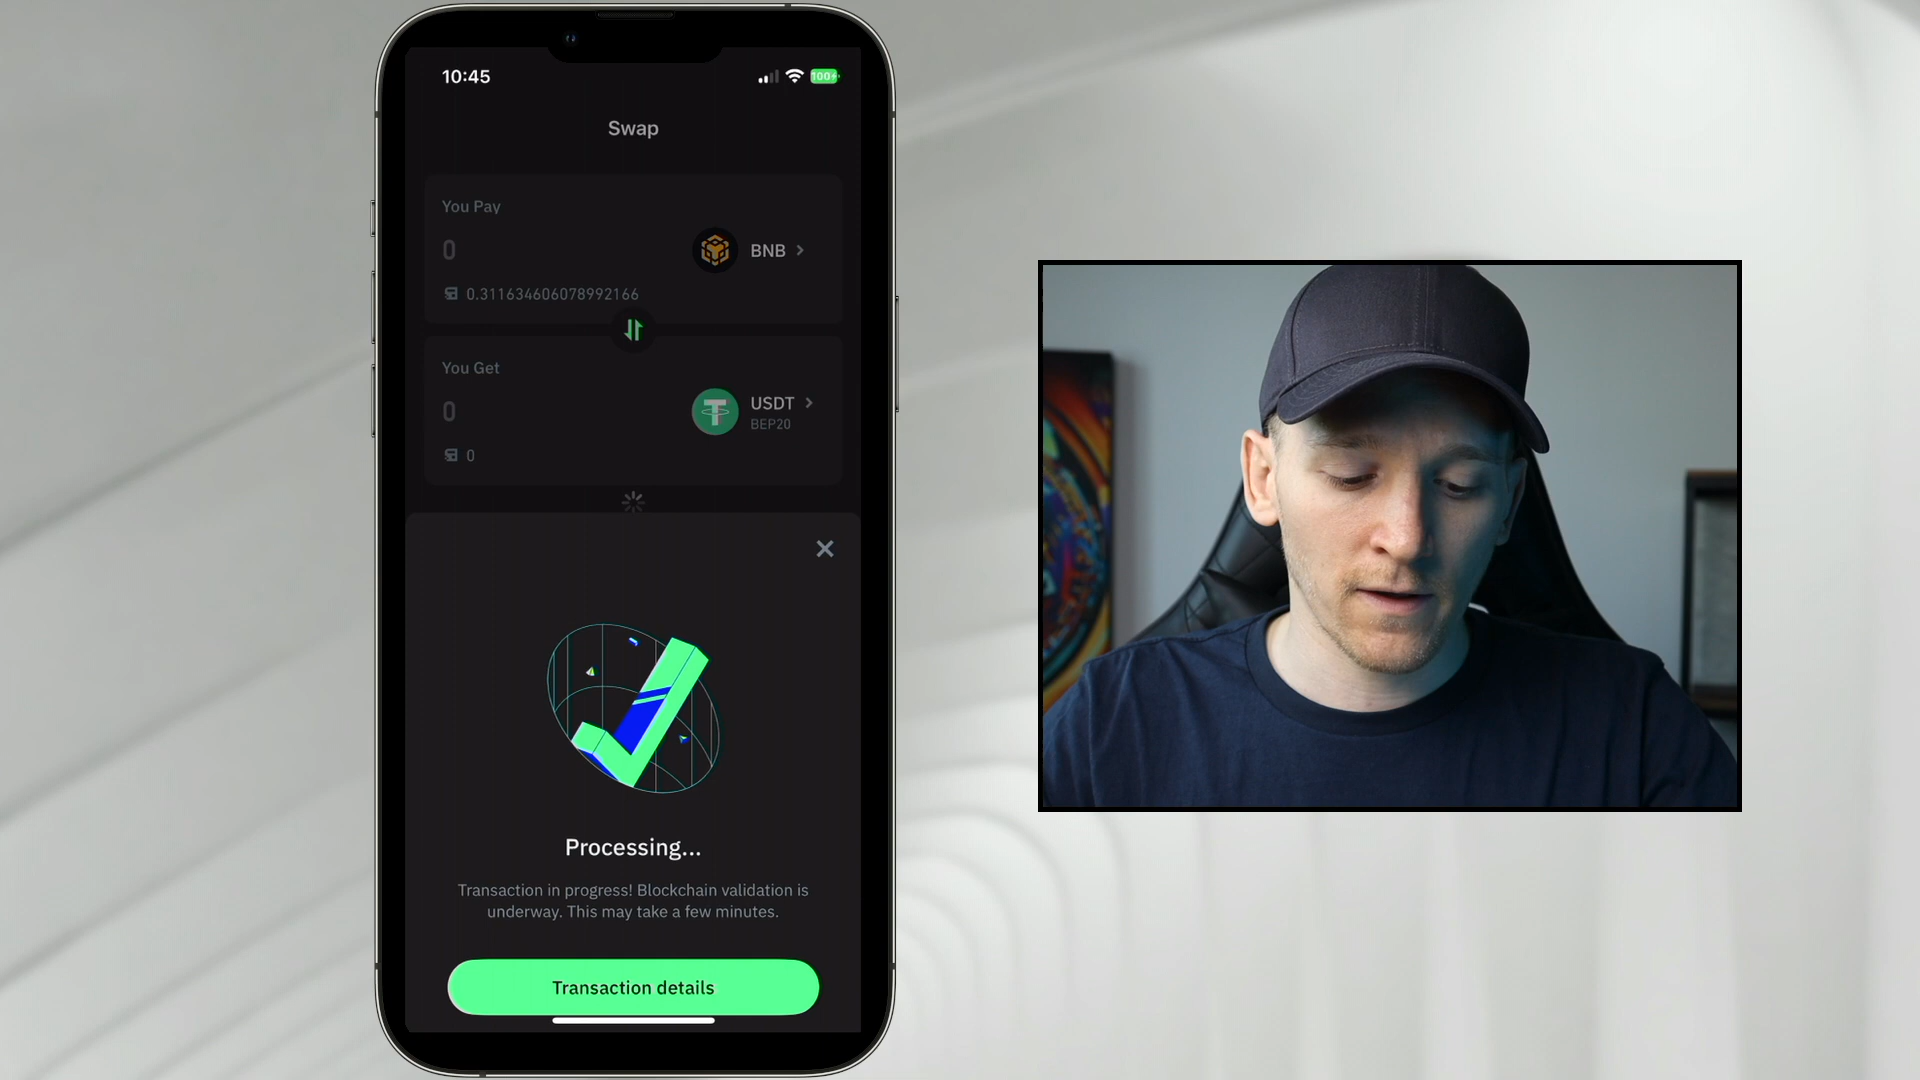 10:45
100
Swap
You Pay
0
BNB
0.311634606078992166
You Get
0
USDT
BEP20
0
Processing...
Transaction in progress! Blockchain validation is
underway. This may take a few minutes.
Transaction details